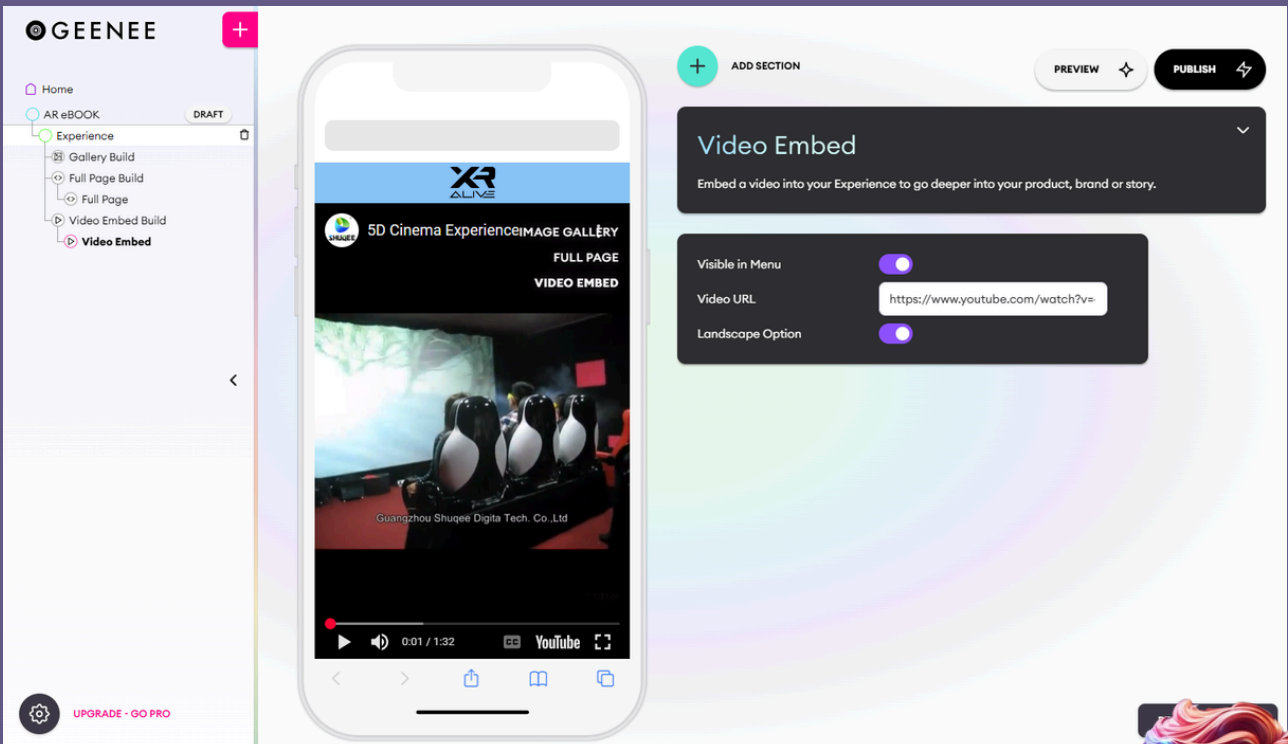 GEENEE
Home
AR eBOOK
DRAFT
Experience
Gallery Build
Full Page Build
Full Page
Video Embed Build
Video Embed
UPGRADE - GO PRO
XR
ALIVE
SHUQEE
5D Cinema Experience
IMAGE GALLERY
FULL PAGE
VIDEO EMBED
Guangzhou Shuqee Digita Tech. Co.,Ltd
0:01 / 1:32
CC
YouTube
ADD SECTION
PREVIEW
PUBLISH
Video Embed
Embed a video into your Experience to go deeper into your product, brand or story.
Visible in Menu
Video URL
https://www.youtube.com/watch?v=
Landscape Option